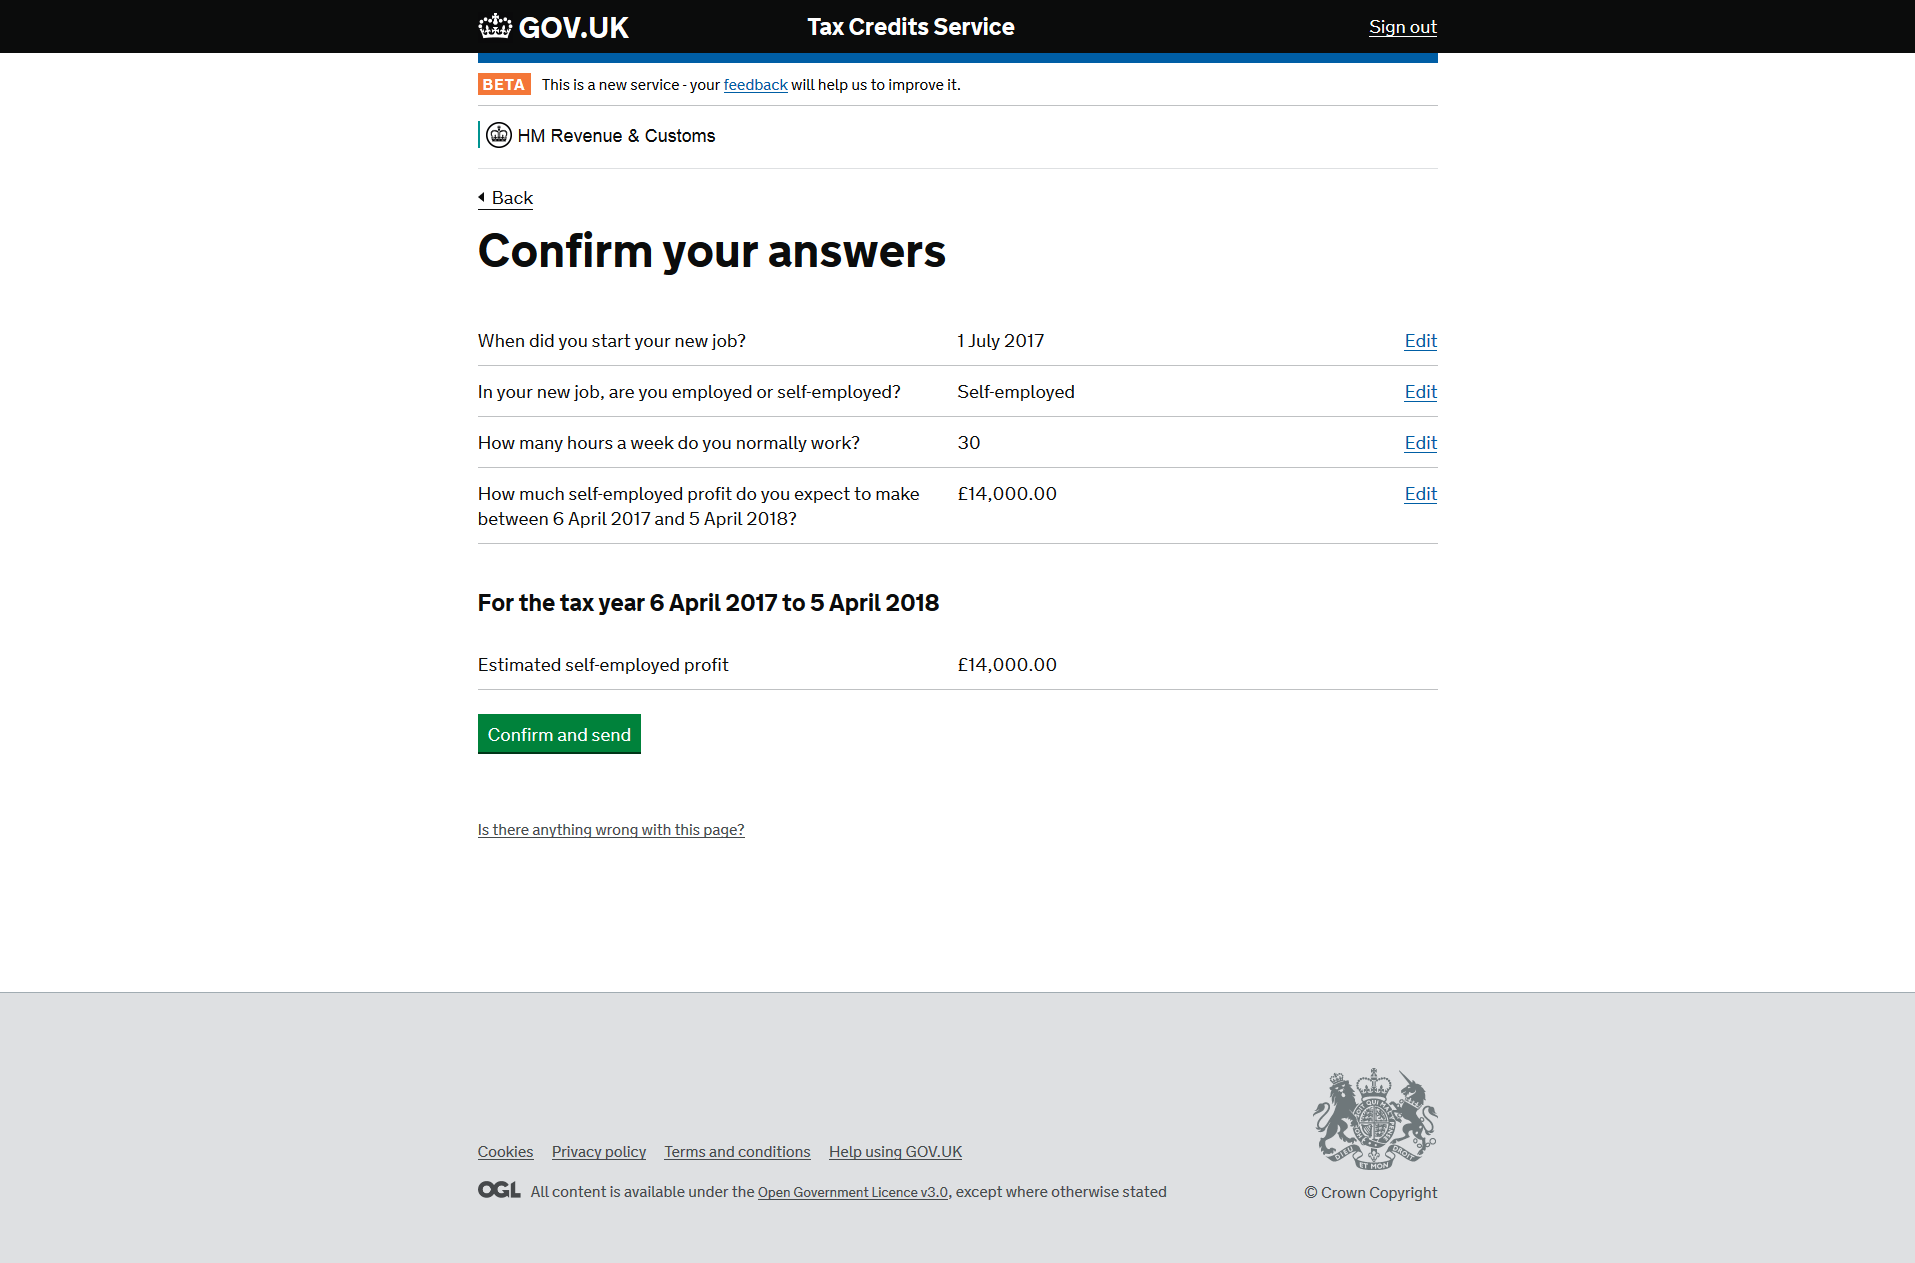 GOV.UK
Tax Credits Service
Sign out
BETA This is a new service - your feedback will help us to improve it.
HM Revenue & Customs
Back
Confirm your answers
When did you start your new job? 1 July 2017 Edit
In your new job, are you employed or self-employed? Self-employed Edit
How many hours a week do you normally work? 30 Edit
How much self-employed profit do you expect to make £14,000.00 Edit
between 6 April 2017 and 5 April 2018?
For the tax year 6 April 2017 to 5 April 2018
Estimated self-employed profit £14,000.00
Confirm and send
Is there anything wrong with this page?
Cookies Privacy policy Terms and conditions Help using GOV.UK
OGL All content is available under the Open Government Licence v3.0, except where otherwise stated
DIEU ET MON DROIT
© Crown Copyright